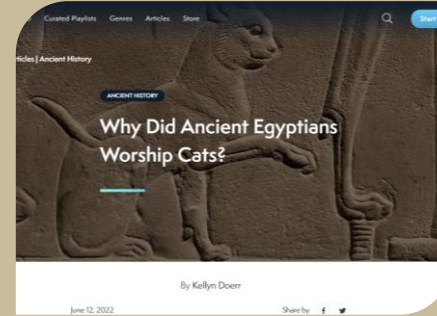 Curated Playlists Genres Articles Store
Start
ticles | Ancient History
ANCIENT HISTORY
Why Did Ancient Egyptians
Worship Cats?
By Kellyn Doerr
June 12, 2022
Share by